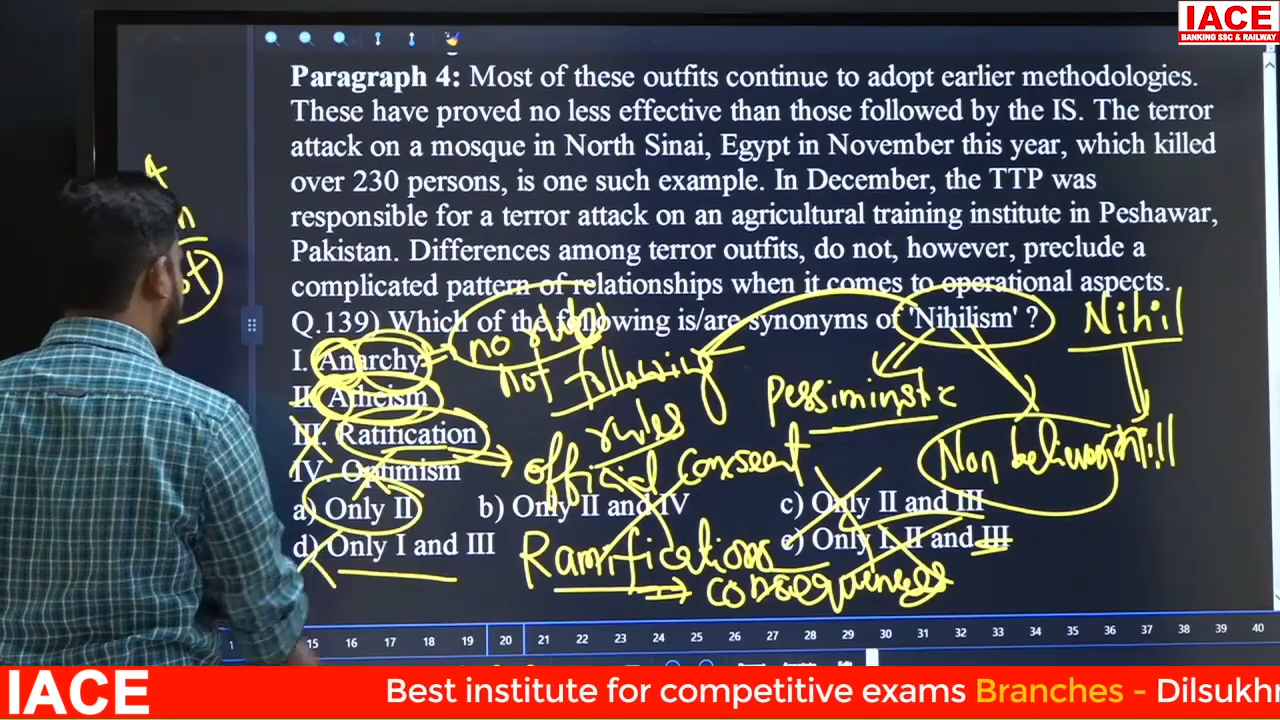 IACE
BANKING SSC & RAILWAY
Paragraph 4: Most of these outfits continue to adopt earlier methodologies.
These have proved no less effective than those followed by the IS. The terror
attack on a mosque in North Sinai, Egypt in November this year, which killed
over 230 persons, is one such example. In December, the TTP was
responsible for a terror attack on an agricultural training institute in Peshawar,
Pakistan. Differences among terror outfits, do not, however, preclude a
complicated pattern of relationships when it comes to operational aspects.
Q.139) Which of the following is/are synonyms of 'Nihilism' ?
Nihil
I. Anarchy
no rules
not following
rules
II. Atheism
pessiminstic
III. Ratification
official consent
Non believer
IV. Optimism
a) Only II b) Only II and IV c) Only II and III
d) Only I and III e) Only I, II and III
Ramifications
consequences
15 16 17 18 19 20 21 22 23 24 25 26 27 28 29 30 31 32 33 34 35 36 37 38 39 40
IACE Best institute for competitive exams Branches -